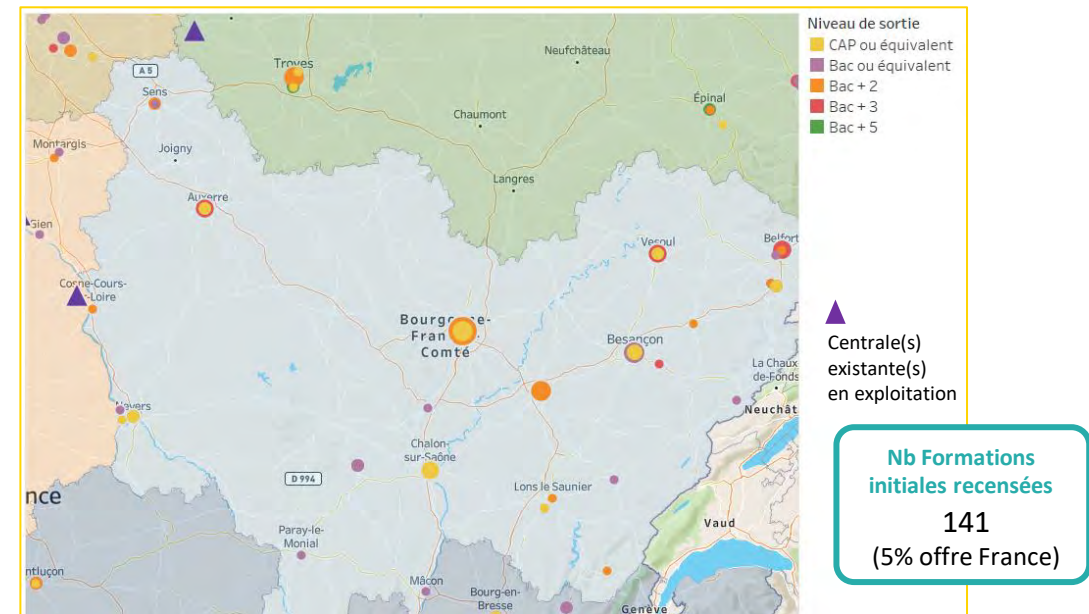 Niveau de sortie
CAP ou équivalent
Bac ou équivalent
Bac + 2
Bac + 3
Bac + 5
Neufchâteau
Troyes
A 5
Sens
Épinal
Chaumont
Montargis
Joigny
Langres
Auxerre
Gien
Vesoul
Belfort
Cosne-Cours-
-Loire
Bourgogne-
Fran
Comté
Besançon
La Chaux
de-Fonds
Centrale(s)
existante(s)
en exploitation
Nevers
Neuchât
Chalon-
sur-Saône
D 994
Lons le Saunier
nce
Vaud
Nb Formations
initiales recensées
141
(5% offre France)
Paray-le-
Monial
ntluçon
Mâcon
Bourg-en-
Bresse
Genève